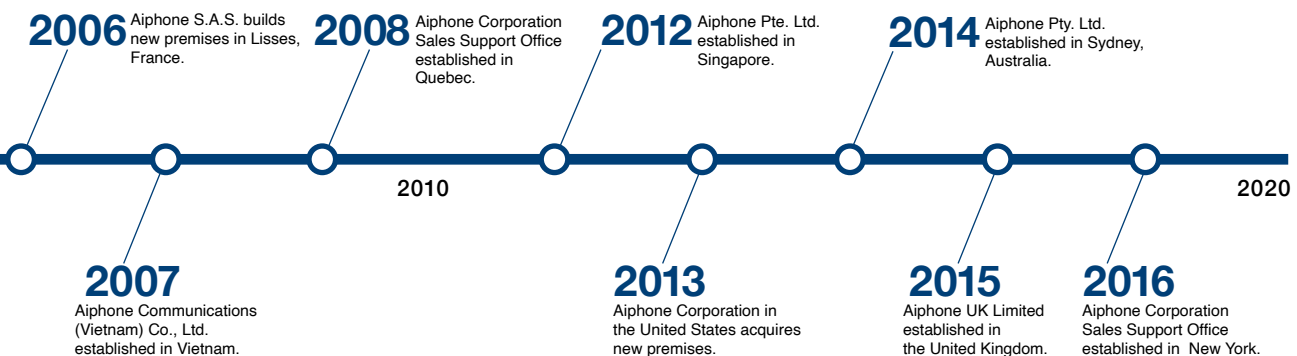 2006
Aiphone S.A.S. builds
new premises in Lisses,
France.
2008
Aiphone Corporation
Sales Support Office
established in
Quebec.
2012
Aiphone Pte. Ltd.
established in
Singapore.
2014
Aiphone Pty. Ltd.
established in Sydney,
Australia.
2010
2020
2007
Aiphone Communications
(Vietnam) Co., Ltd.
established in Vietnam.
2013
Aiphone Corporation in
the United States acquires
new premises.
2015
Aiphone UK Limited
established in
the United Kingdom.
2016
Aiphone Corporation
Sales Support Office
established in  New York.